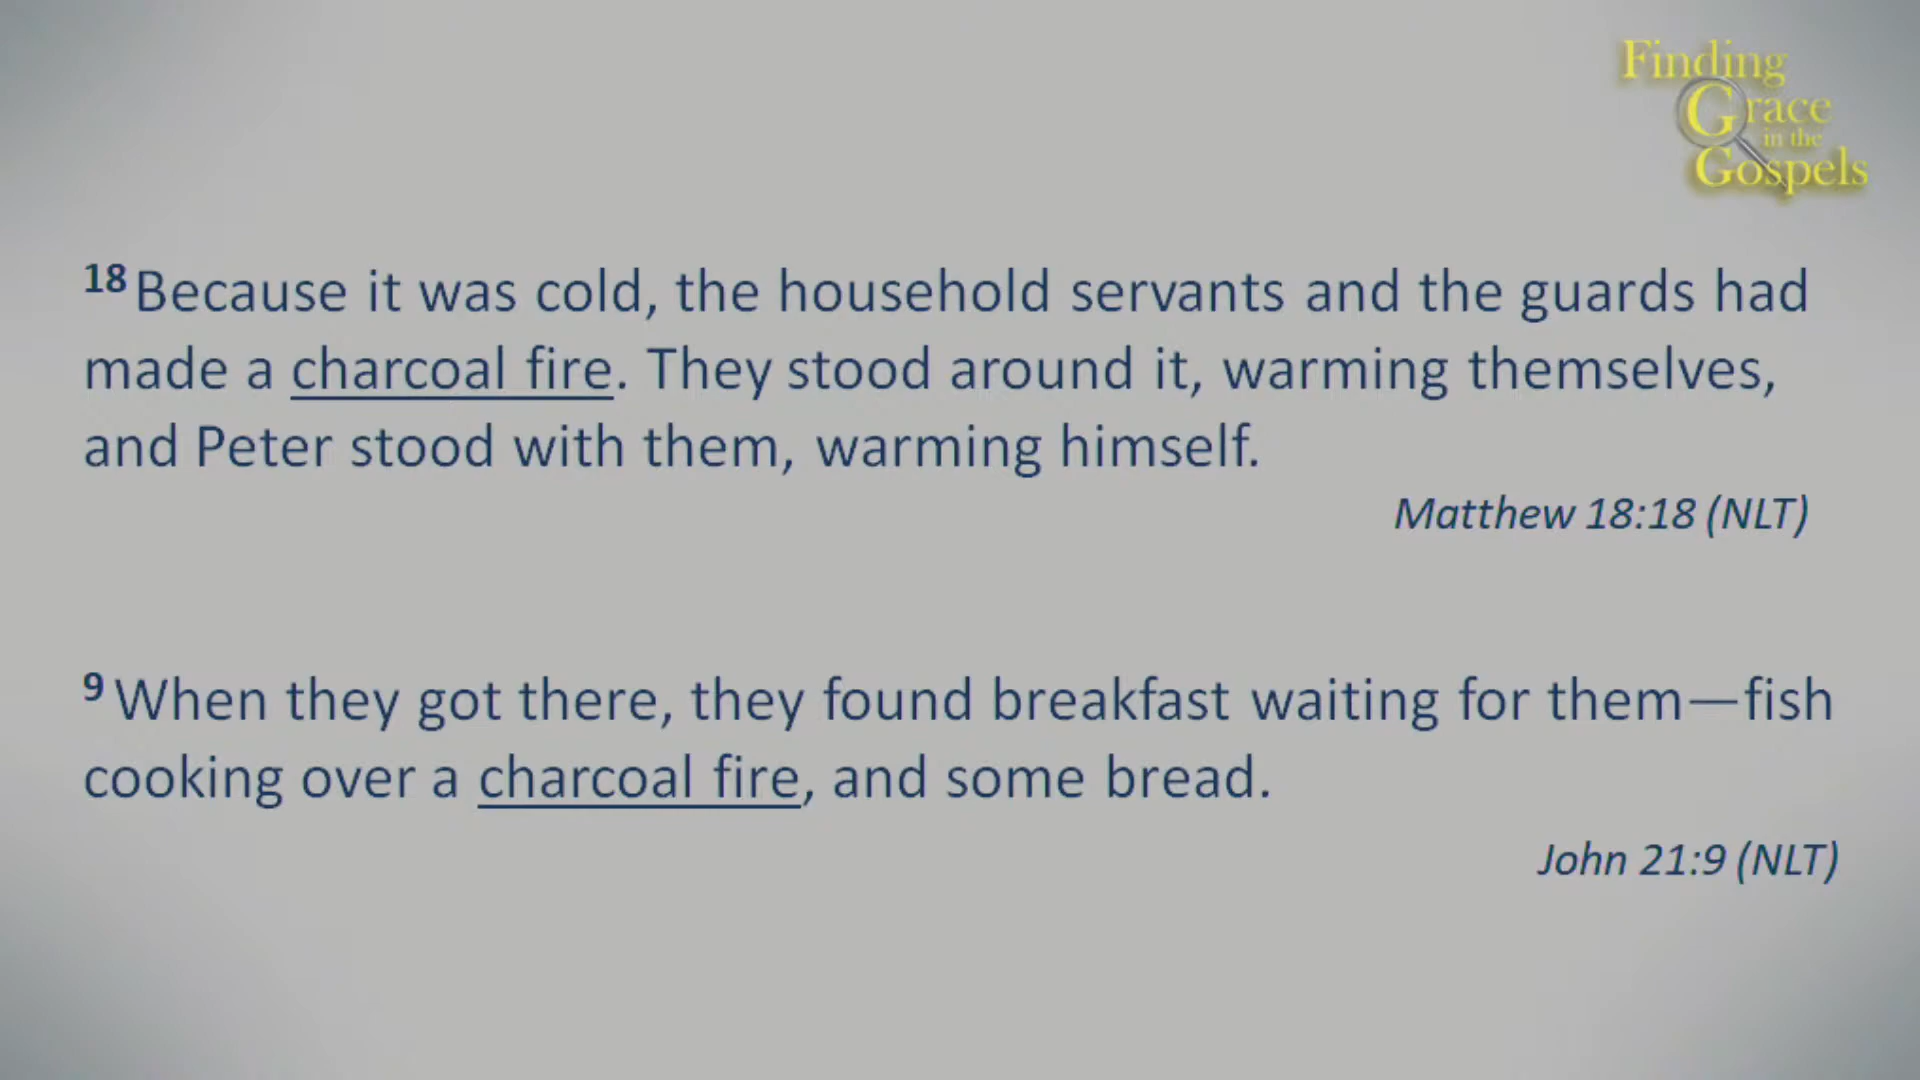 Finding
Grace
in the
Gospels
18 Because it was cold, the household servants and the guards had
made a charcoal fire. They stood around it, warming themselves,
and Peter stood with them, warming himself.
Matthew 18:18 (NLT)
9 When they got there, they found breakfast waiting for them—fish
cooking over a charcoal fire, and some bread.
John 21:9 (NLT)